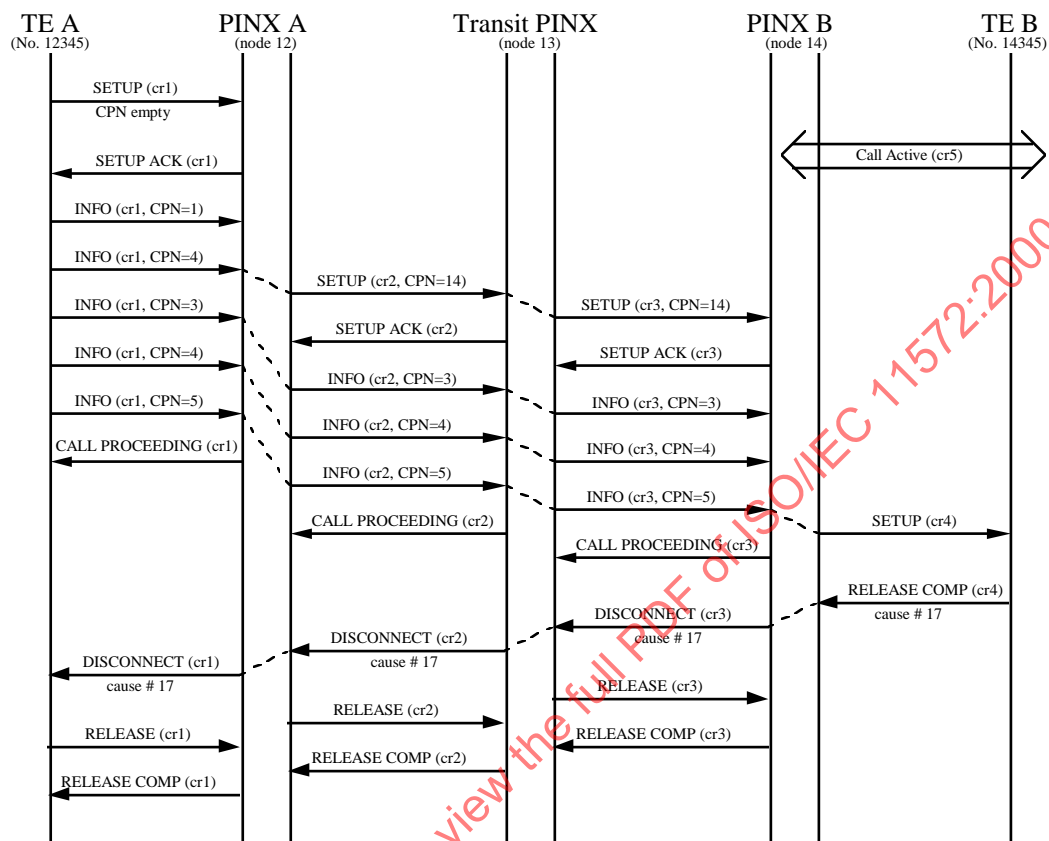 TE A PINX A Transit PINX PINX B TE B
(No. 12345) (node 12) (node 13) (node 14) (No. 14345)
SETUP (cr1)
CPN empty
Call Active (cr5)
SETUP ACK (cr1)
INFO (cr1, CPN=1)
INFO (cr1, CPN=4)
SETUP (cr2, CPN=14)
INFO (cr1, CPN=3) SETUP (cr3, CPN=14)
SETUP ACK (cr2)
INFO (cr1, CPN=4) SETUP ACK (cr3)
INFO (cr2, CPN=3)
INFO (cr1, CPN=5) INFO (cr3, CPN=3)
INFO (cr2, CPN=4)
CALL PROCEEDING (cr1) INFO (cr3, CPN=4)
INFO (cr2, CPN=5)
INFO (cr3, CPN=5)
CALL PROCEEDING (cr2) SETUP (cr4)
CALL PROCEEDING (cr3)
RELEASE COMP (cr4)
cause # 17
DISCONNECT (cr3)
cause # 17
DISCONNECT (cr2)
cause # 17
DISCONNECT (cr1)
cause # 17
RELEASE (cr3)
RELEASE (cr2)
RELEASE (cr1) RELEASE COMP (cr3)
RELEASE COMP (cr2)
RELEASE COMP (cr1)
view the full PDF of ISO/IEC 11572:2000